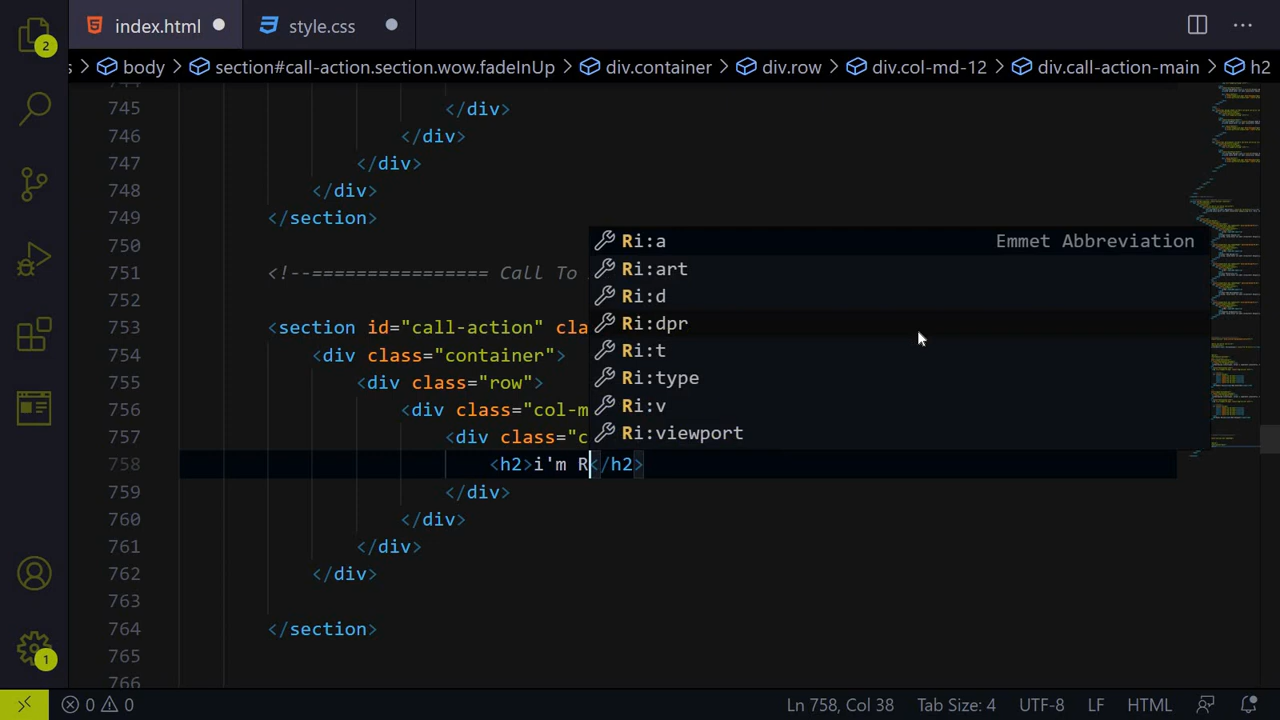 index.html
style.css
2
s > body > section#call-action.section.wow.fadeInUp > div.container > div.row > div.col-md-12 > div.call-action-main > h2
745 </div>
746 </div>
747 </div>
748 </div>
749 </section>
750
751 <!--=============== Call To
752
753 <section id="call-action" cla
754 <div class="container">
755 <div class="row">
756 <div class="col-m
757 <div class="c
758 <h2>i'm R</h2>
759 </div>
760 </div>
761 </div>
762 </div>
763
764 </section>
765
766
Ri:a Emmet Abbreviation
Ri:art
Ri:d
Ri:dpr
Ri:t
Ri:type
Ri:v
Ri:viewport
1
0 0 Ln 758, Col 38 Tab Size: 4 UTF-8 LF HTML